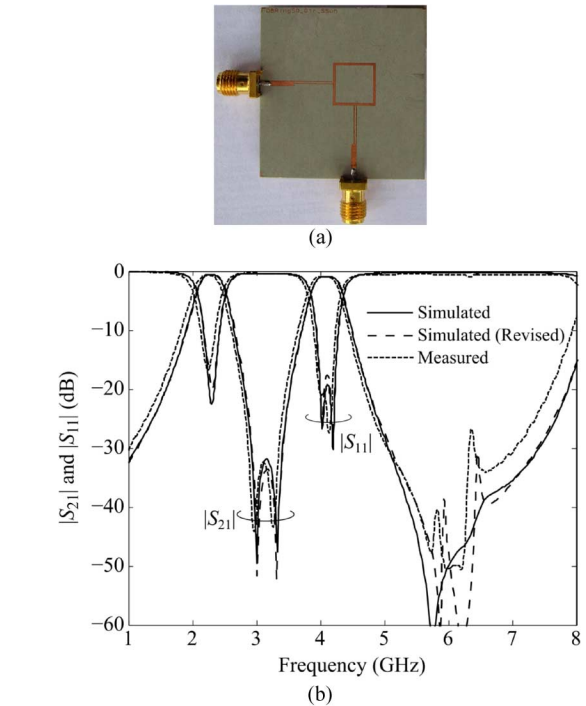 (a)
0
−10
−20
−30
−40
−50
−60
|S21| and |S11| (dB)
Simulated
Simulated (Revised)
Measured
|S11|
|S21|
1 2 3 4 5 6 7 8
Frequency (GHz)
(b)